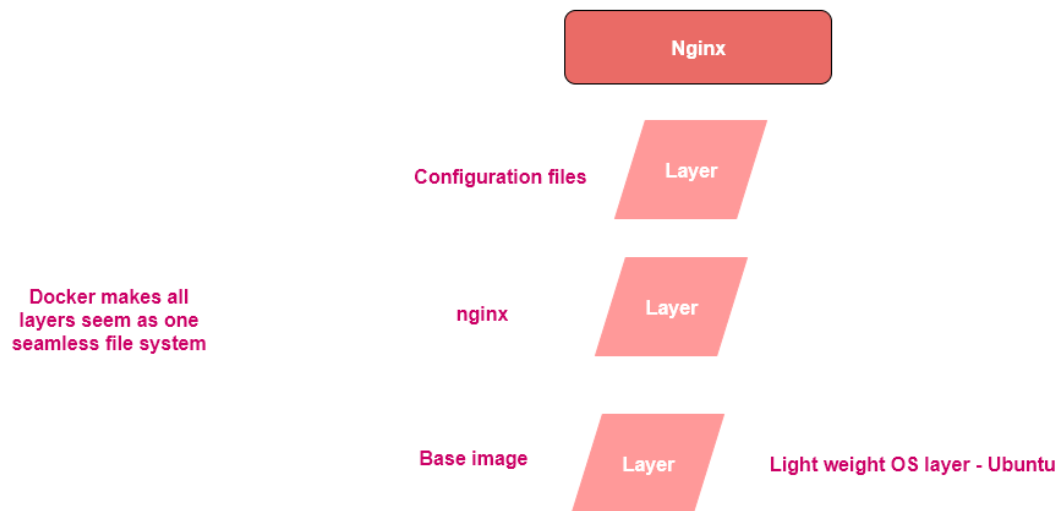 Nginx
Configuration files
Layer
Docker makes all
layers seem as one
seamless file system
nginx
Layer
Base image
Layer
Light weight OS layer - Ubuntu